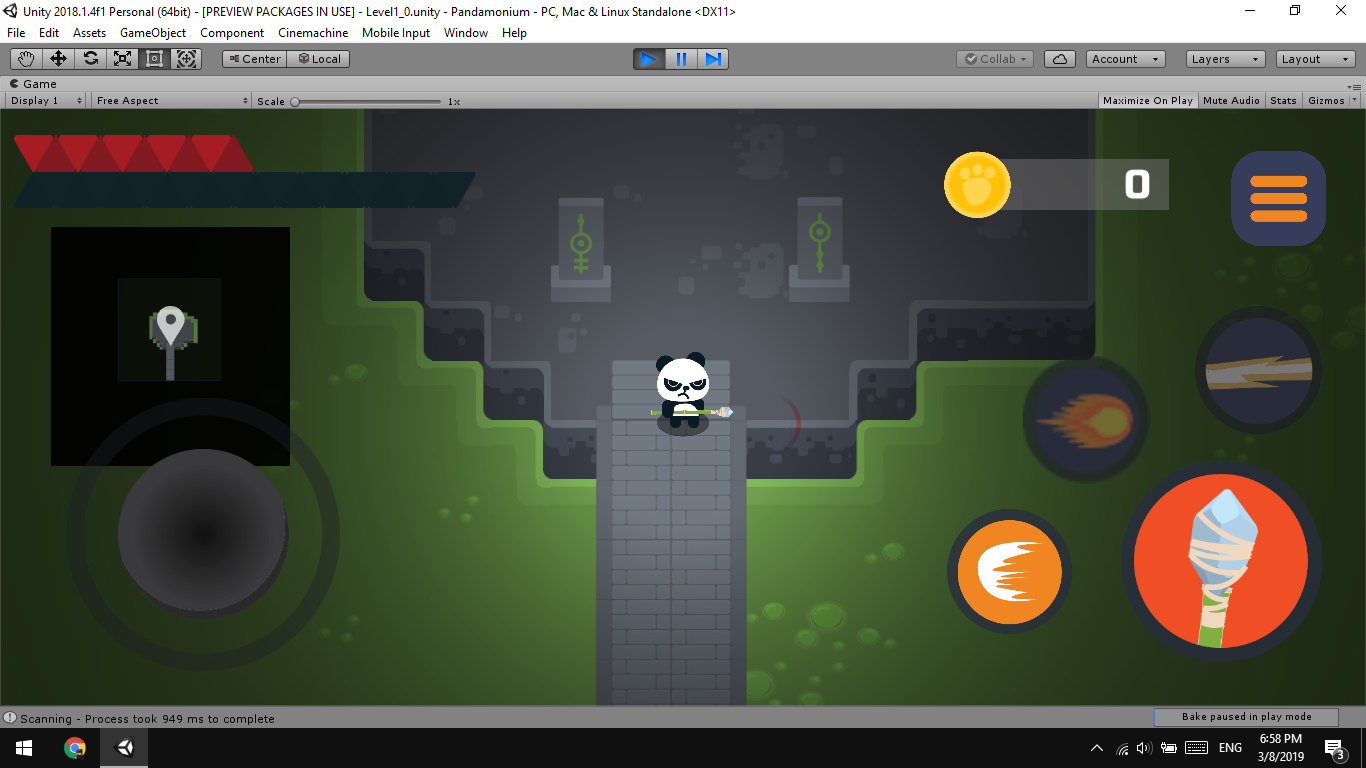 Unity 2018.1.4f1 Personal (64bit) - [PREVIEW PACKAGES IN USE] - Level1_0.unity - Pandamonium - PC, Mac & Linux Standalone <DX11>
File Edit Assets GameObject Component Cinemachine Mobile Input Window Help
Center Local Collab Account Layers Layout
Game
Display 1 Free Aspect Scale 1x Maximize On Play Mute Audio Stats Gizmos
0
Scanning - Process took 949 ms to complete Bake paused in play mode
6:58 PM
ENG
3/8/2019
3